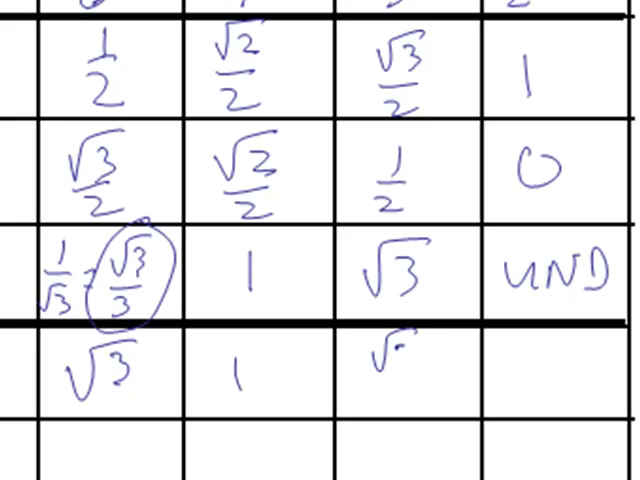 1/2 √2/2 √3/2 1
√3/2 √2/2 1/2 0
1/√3 = √3/3 1 √3 UND
√3 1 √